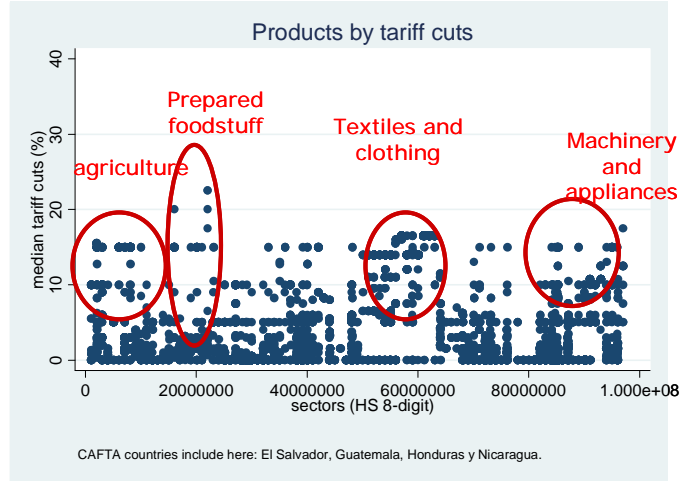 Products by tariff cuts
40
30
20
10
0
median tariff cuts (%)
Prepared
foodstuff
agriculture
Textiles and
clothing
Machinery
and
appliances
0 20000000 40000000 60000000 80000000 1.000e+08
sectors (HS 8-digit)
CAFTA countries include here: El Salvador, Guatemala, Honduras y Nicaragua.